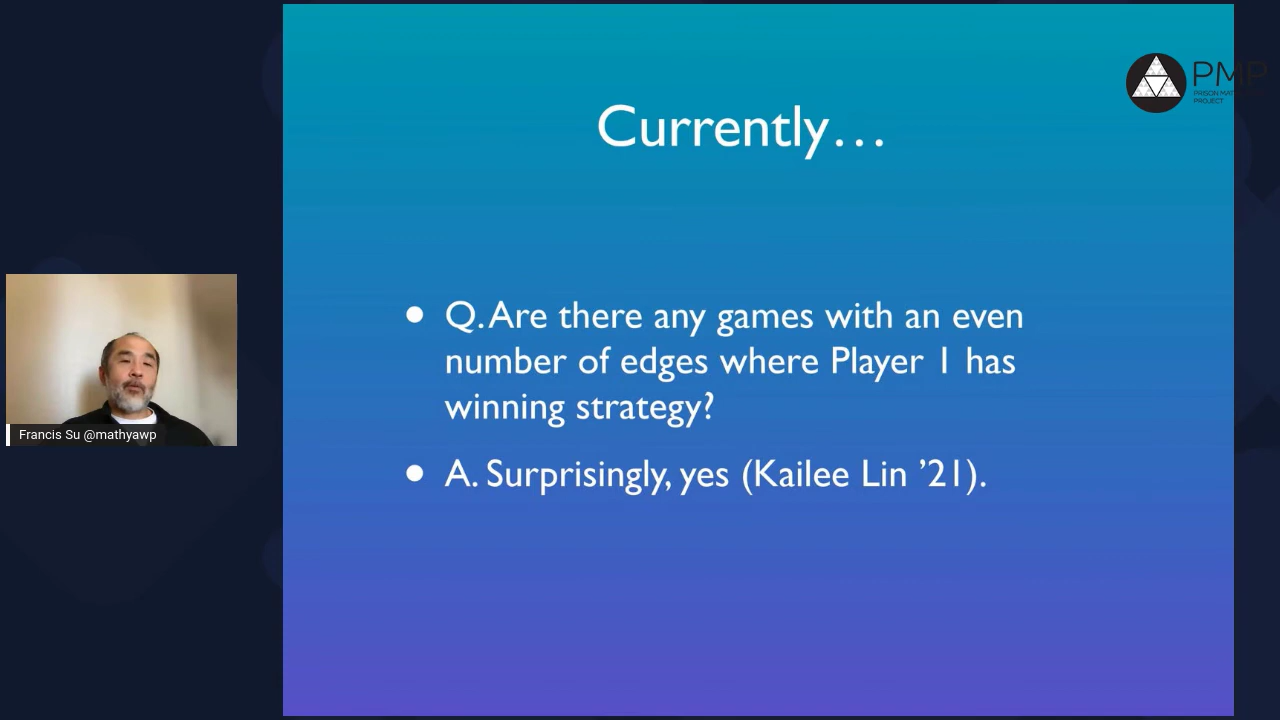 PMP
PRISON MAT
PROJECT
Currently...
• Q. Are there any games with an even
number of edges where Player 1 has
winning strategy?
• A. Surprisingly, yes (Kailee Lin ’21).
Francis Su @mathyawp